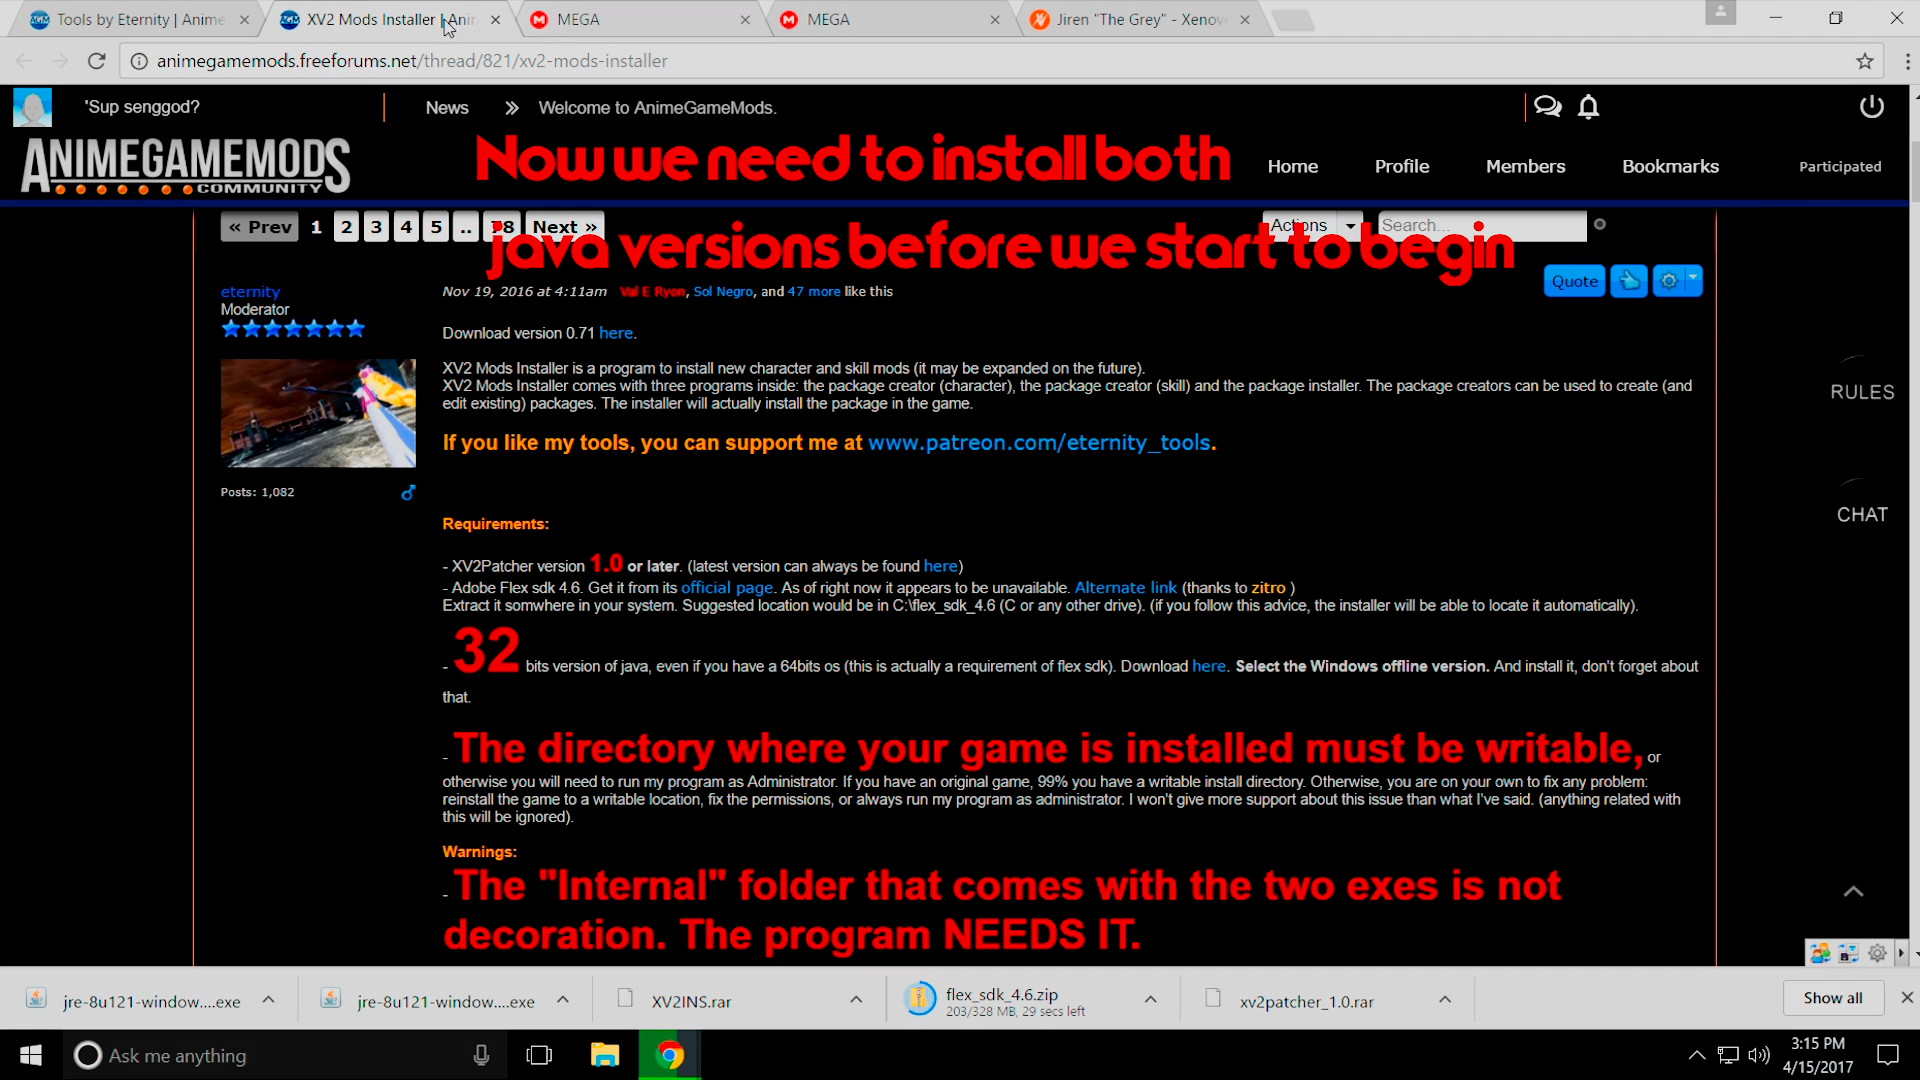 Tools by Eternity | Anime
XV2 Mods Installer | Ani
MEGA
MEGA
Jiren "The Grey" - Xenov
animegamemods.freeforums.net/thread/821/xv2-mods-installer
'Sup senggod?
News
Welcome to AnimeGameMods.
ANIMEGAMEMODS
COMMUNITY
Now we need to install both
Home
Profile
Members
Bookmarks
Participated
« Prev 1 2 3 4 5 .. 78 Next »
Actions
Search...
java versions before we start to begin
eternity
Moderator
Nov 19, 2016 at 4:11am Val E Ryon, Sol Negro, and 47 more like this
Quote
Download version 0.71 here.
XV2 Mods Installer is a program to install new character and skill mods (it may be expanded on the future).
XV2 Mods Installer comes with three programs inside: the package creator (character), the package creator (skill) and the package installer. The package creators can be used to create (and
edit existing) packages. The installer will actually install the package in the game.
RULES
If you like my tools, you can support me at www.patreon.com/eternity_tools.
Posts: 1,082
CHAT
Requirements:
- XV2Patcher version 1.0 or later. (latest version can always be found here)
- Adobe Flex sdk 4.6. Get it from its official page. As of right now it appears to be unavailable. Alternate link (thanks to zitro )
Extract it somwhere in your system. Suggested location would be in C:\flex_sdk_4.6 (C or any other drive). (if you follow this advice, the installer will be able to locate it automatically).
- 32 bits version of java, even if you have a 64bits os (this is actually a requirement of flex sdk). Download here. Select the Windows offline version. And install it, don't forget about
that.
- The directory where your game is installed must be writable, or
otherwise you will need to run my program as Administrator. If you have an original game, 99% you have a writable install directory. Otherwise, you are on your own to fix any problem:
reinstall the game to a writable location, fix the permissions, or always run my program as administrator. I won't give more support about this issue than what I've said. (anything related with
this will be ignored).
Warnings:
- The "Internal" folder that comes with the two exes is not
decoration. The program NEEDS IT.
jre-8u121-window....exe
jre-8u121-window....exe
XV2INS.rar
flex_sdk_4.6.zip
203/328 MB, 29 secs left
xv2patcher_1.0.rar
Show all
Ask me anything
3:15 PM
4/15/2017